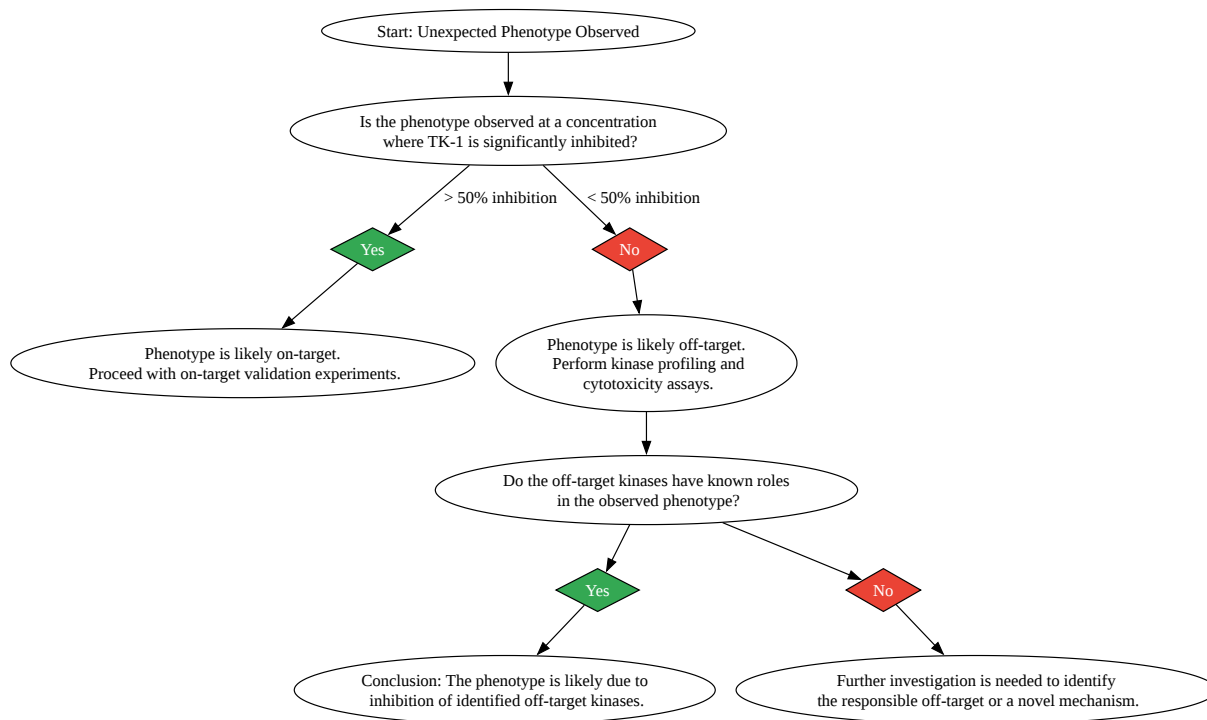 Start: Unexpected Phenotype Observed
Is the phenotype observed at a concentration
where TK-1 is significantly inhibited?
> 50% inhibition
< 50% inhibition
Yes
No
Phenotype is likely on-target.
Proceed with on-target validation experiments.
Phenotype is likely off-target.
Perform kinase profiling and
cytotoxicity assays.
Do the off-target kinases have known roles
in the observed phenotype?
Yes
No
Conclusion: The phenotype is likely due to
inhibition of identified off-target kinases.
Further investigation is needed to identify
the responsible off-target or a novel mechanism.